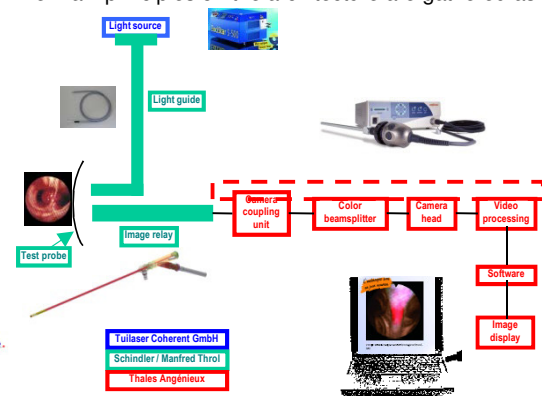 Light source
Light guide
Camera
coupling
unit
Color
beamsplitter
Camera
head
Video
processing
Image relay
Test probe
Software
Image
display
Tuilaser Coherent GmbH
Schindler / Manfred Throl
Thales Angénieux